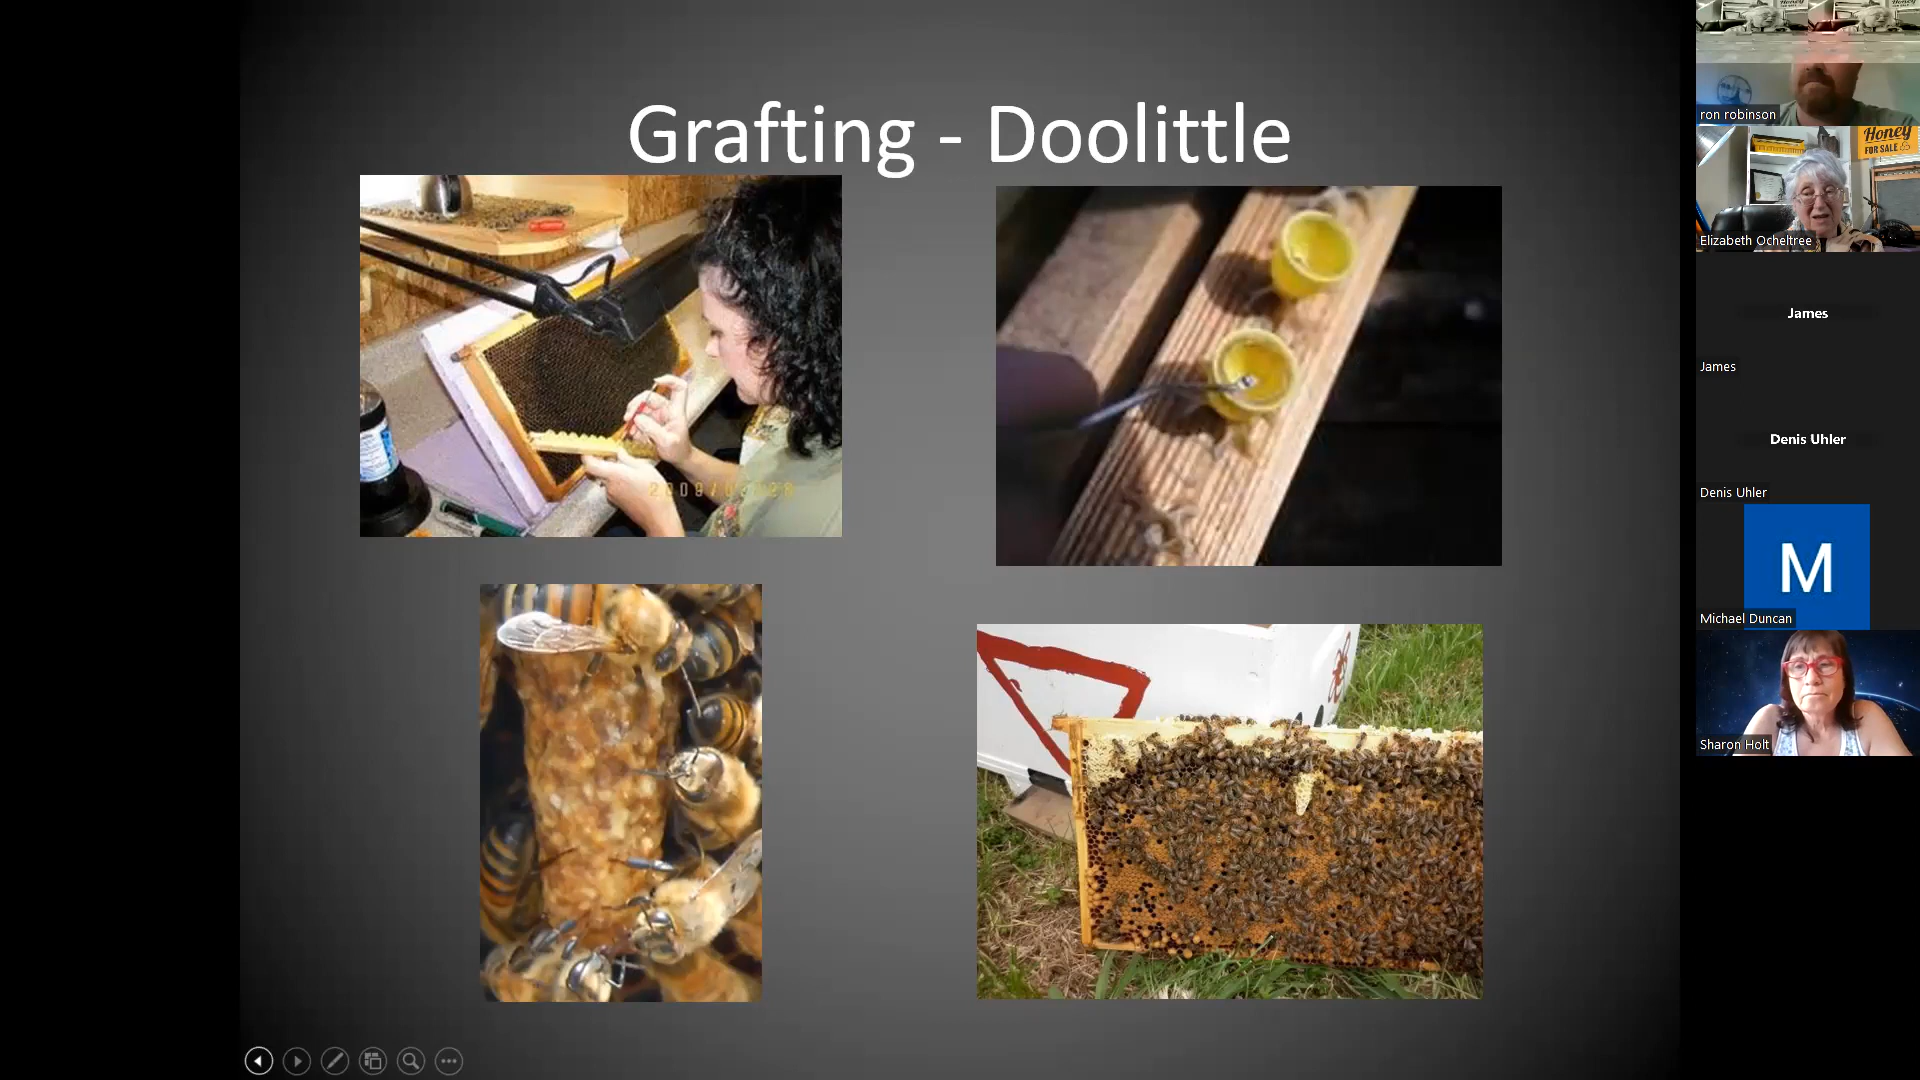 Grafting - Doolittle
ron robinson
Honey
FOR SALE
Elizabeth Ocheltree
James
James
Denis Uhler
Denis Uhler
M
Michael Duncan
Sharon Holt